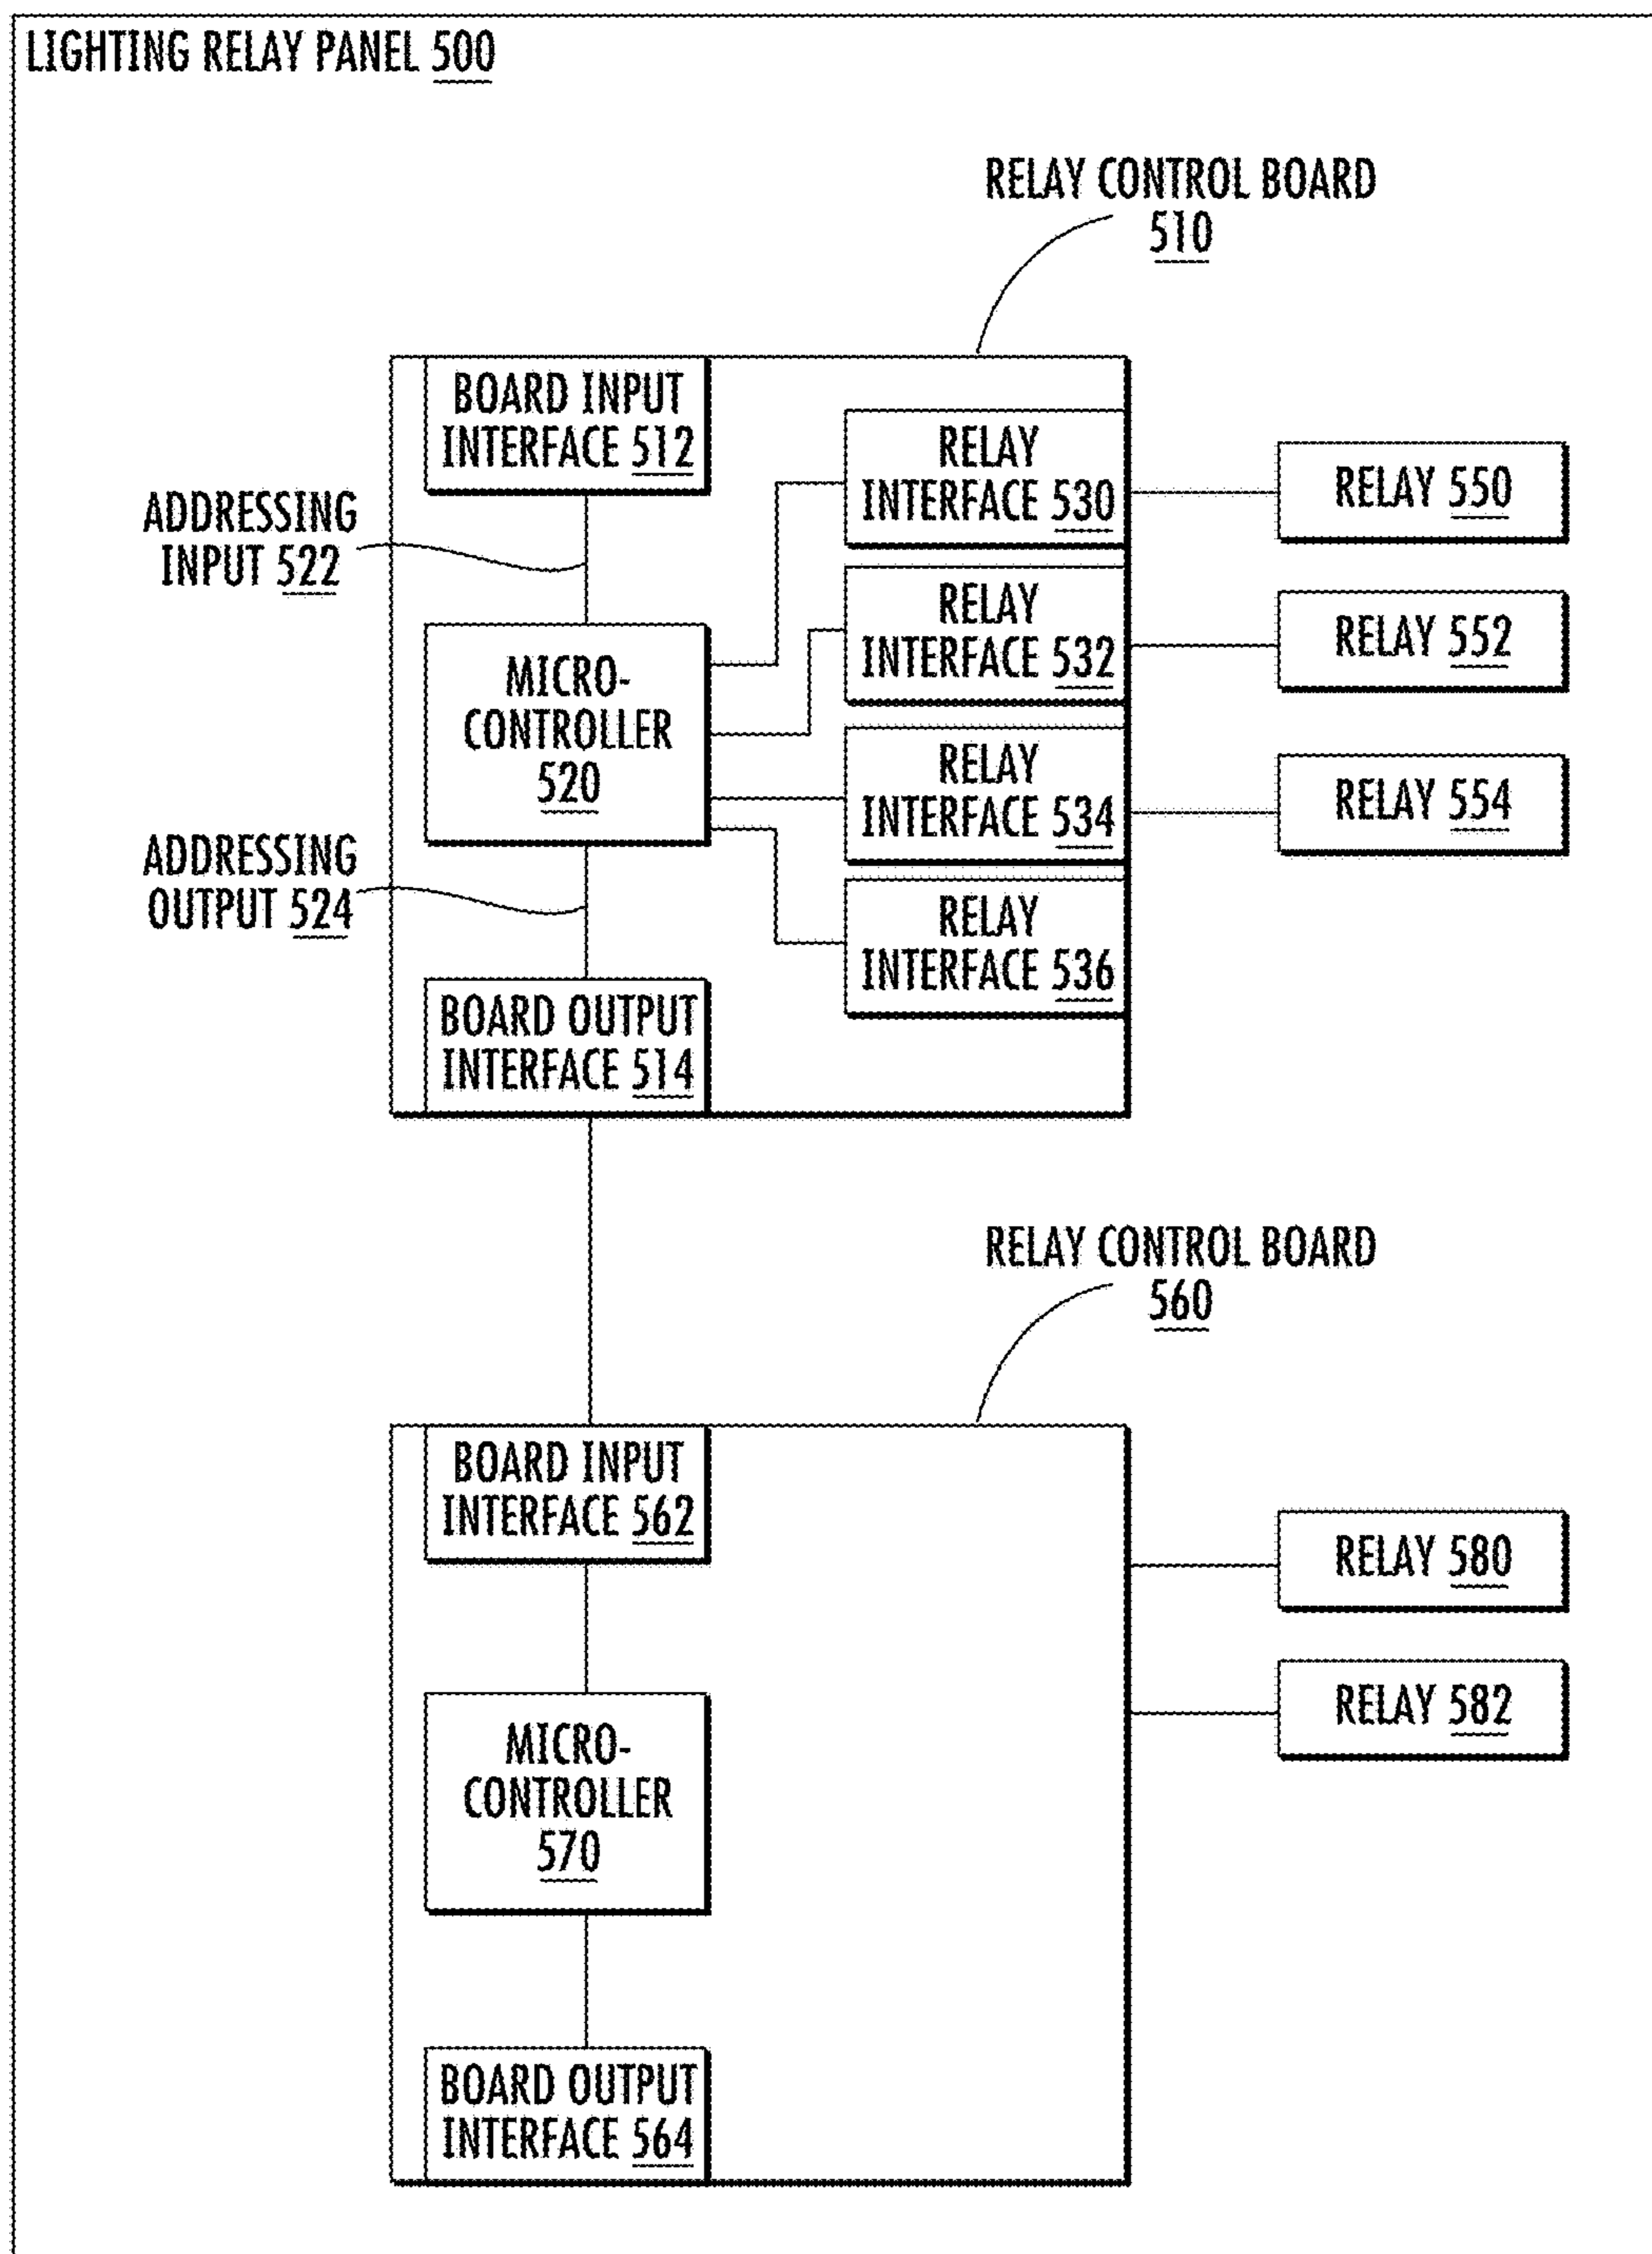 LIGHTING RELAY PANEL 500
RELAY CONTROL BOARD
510
BOARD INPUT
INTERFACE 512
RELAY
INTERFACE 530
RELAY 550
ADDRESSING
INPUT 522
RELAY
INTERFACE 532
RELAY 552
MICRO-
CONTROLLER
520
RELAY
INTERFACE 534
RELAY 554
ADDRESSING
OUTPUT 524
RELAY
INTERFACE 536
BOARD OUTPUT
INTERFACE 514
RELAY CONTROL BOARD
560
BOARD INPUT
INTERFACE 562
RELAY 580
RELAY 582
MICRO-
CONTROLLER
570
BOARD OUTPUT
INTERFACE 564